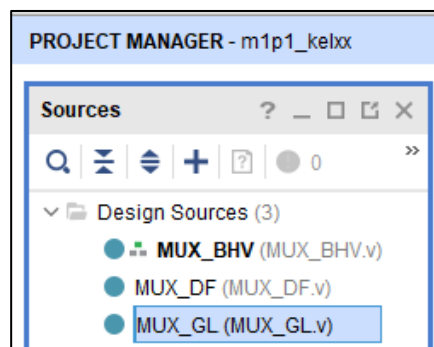 PROJECT MANAGER - m1p1_kelxx
Sources
0
Design Sources (3)
MUX_BHV (MUX_BHV.v)
MUX_DF (MUX_DF.v)
MUX_GL (MUX_GL.v)